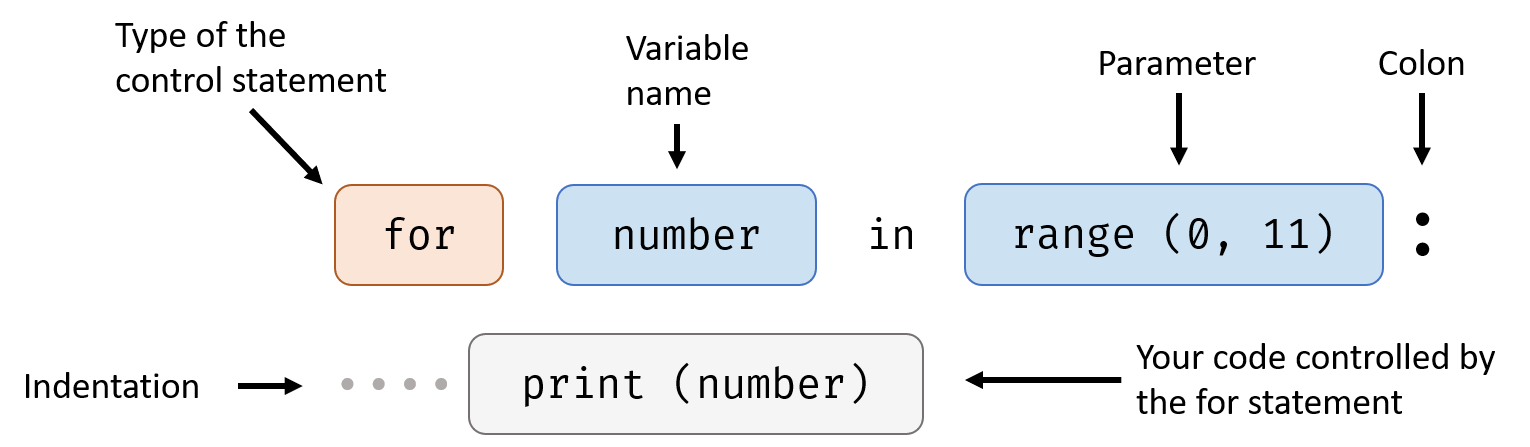 Type of the
control statement
Variable
name
Parameter
Colon
for number in range (0, 11) :
Indentation
print (number)
Your code controlled by
the for statement